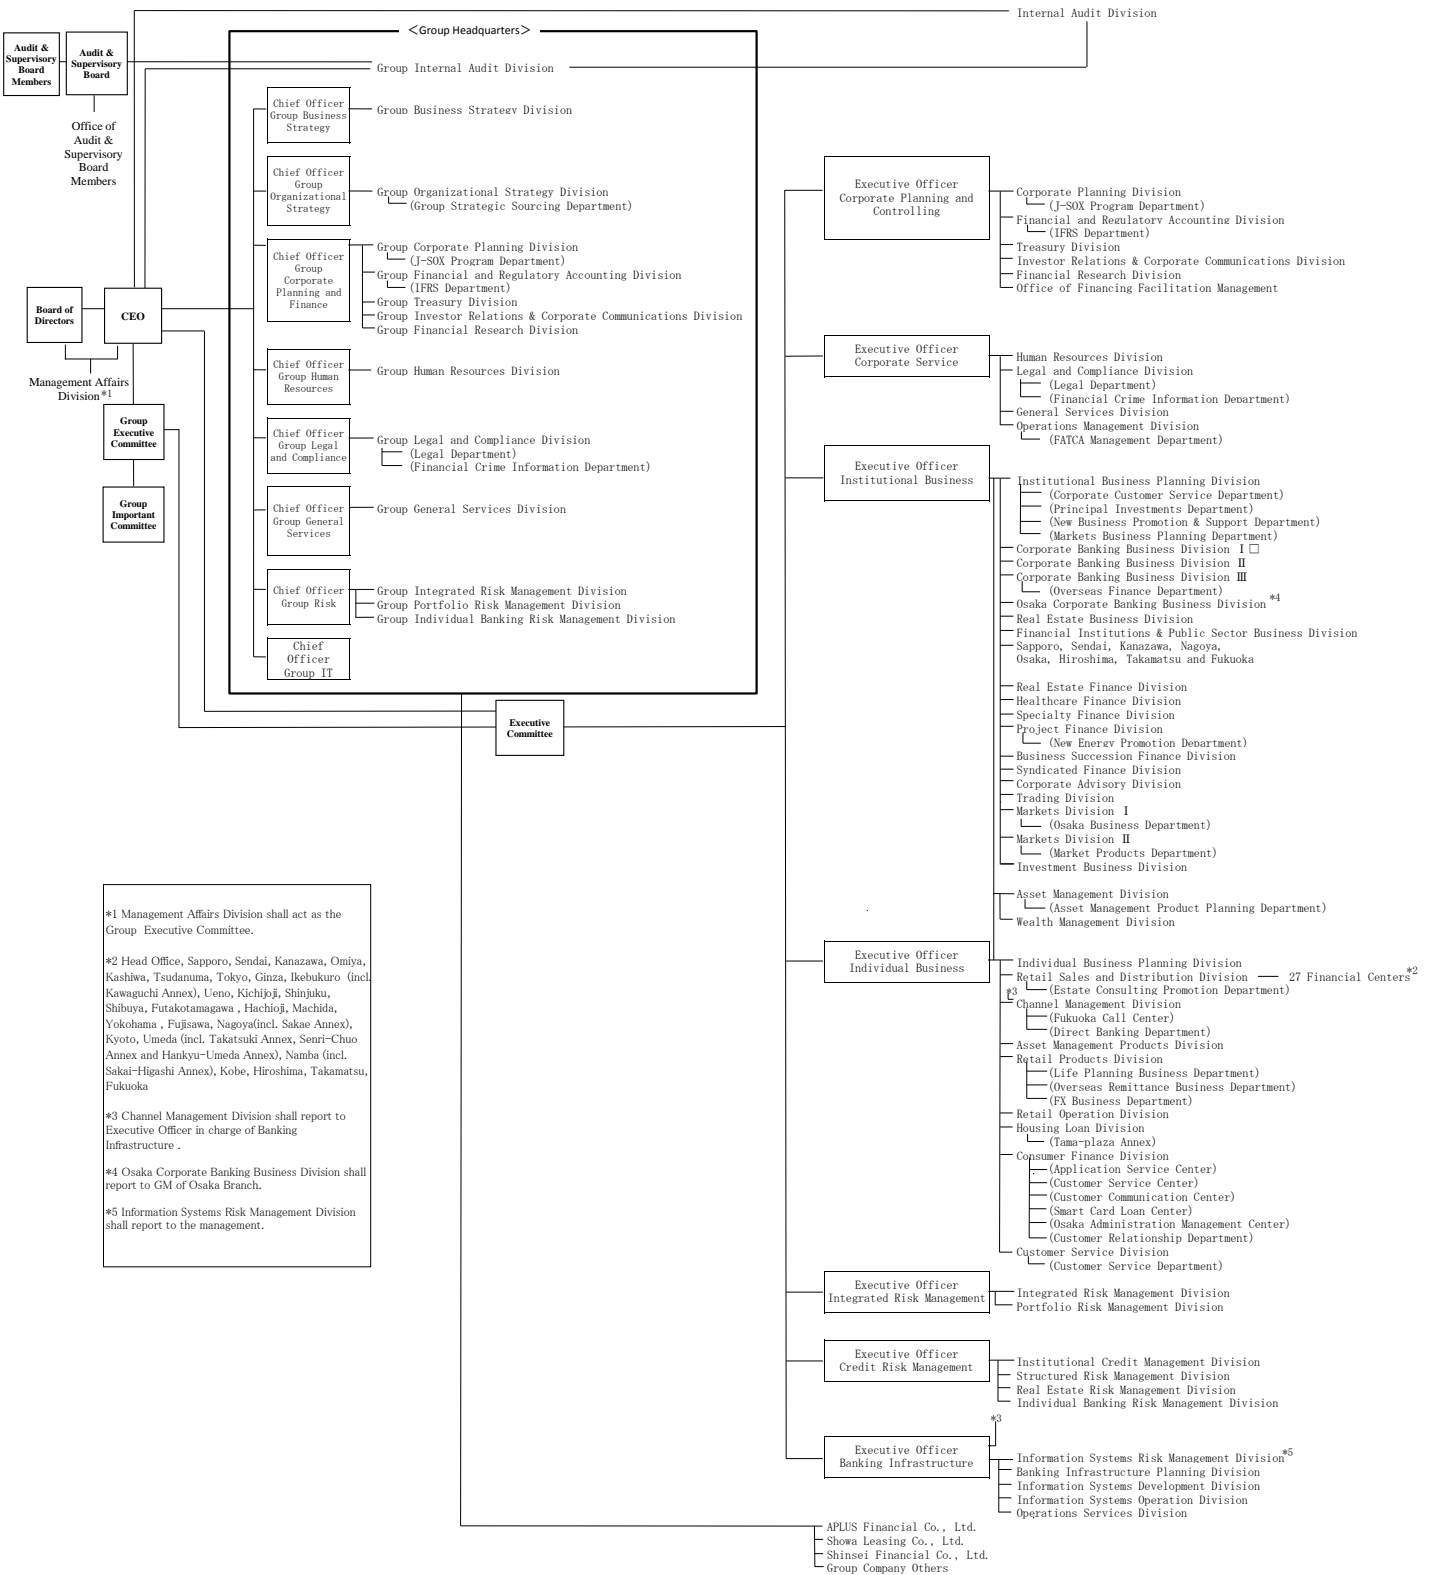 Internal Audit Division
<Group Headquarters>
Audit &
Supervisory
Board
Members
Audit &
Supervisory
Board
Group Internal Audit Division
Office of
Audit &
Supervisory
Board
Members
Chief Officer
Group Business
Strategy
Group Business Strategy Division
Chief Officer
Group
Organizational
Strategy
Group Organizational Strategy Division
(Group Strategic Sourcing Department)
Chief Officer
Group
Corporate
Planning and
Finance
Group Corporate Planning Division
(J-SOX Program Department)
Group Financial and Regulatory Accounting Division
(IFRS Department)
Group Treasury Division
Group Investor Relations & Corporate Communications Division
Group Financial Research Division
Board of
Directors
CEO
Management Affairs
Division*1
Group
Executive
Committee
Group
Important
Committee
Chief Officer
Group Human
Resources
Group Human Resources Division
Chief Officer
Group Legal
and Compliance
Group Legal and Compliance Division
(Legal Department)
(Financial Crime Information Department)
Chief Officer
Group General
Services
Group General Services Division
Chief Officer
Group Risk
Group Integrated Risk Management Division
Group Portfolio Risk Management Division
Group Individual Banking Risk Management Division
Chief
Officer
Group IT
Executive
Committee
Executive Officer
Corporate Planning and
Controlling
Corporate Planning Division
(J-SOX Program Department)
Financial and Regulatory Accounting Division
(IFRS Department)
Treasury Division
Investor Relations & Corporate Communications Division
Financial Research Division
Office of Financing Facilitation Management
Executive Officer
Corporate Service
Human Resources Division
Legal and Compliance Division
(Legal Department)
(Financial Crime Information Department)
General Services Division
Operations Management Division
(FATCA Management Department)
Executive Officer
Institutional Business
Institutional Business Planning Division
(Corporate Customer Service Department)
(Principal Investments Department)
(New Business Promotion & Support Department)
(Markets Business Planning Department)
Corporate Banking Business Division Ⅰ □
Corporate Banking Business Division Ⅱ
Corporate Banking Business Division Ⅲ
(Overseas Finance Department)
Osaka Corporate Banking Business Division*4
Real Estate Business Division
Financial Institutions & Public Sector Business Division
Sapporo, Sendai, Kanazawa, Nagoya,
Osaka, Hiroshima, Takamatsu and Fukuoka
Real Estate Finance Division
Healthcare Finance Division
Specialty Finance Division
Project Finance Division
(New Energy Promotion Department)
Business Succession Finance Division
Syndicated Finance Division
Corporate Advisory Division
Trading Division
Markets Division Ⅰ
(Osaka Business Department)
Markets Division Ⅱ
(Market Products Department)
Investment Business Division
Asset Management Division
(Asset Management Product Planning Department)
Wealth Management Division
Executive Officer
Individual Business
Individual Business Planning Division
Retail Sales and Distribution Division
27 Financial Centers*2
(Estate Consulting Promotion Department)
*3
Channel Management Division
(Fukuoka Call Center)
(Direct Banking Department)
Asset Management Products Division
Retail Products Division
(Life Planning Business Department)
(Overseas Remittance Business Department)
(FX Business Department)
Retail Operation Division
Housing Loan Division
(Tama-plaza Annex)
Consumer Finance Division
(Application Service Center)
(Customer Service Center)
(Customer Communication Center)
(Smart Card Loan Center)
(Osaka Administration Management Center)
(Customer Relationship Department)
Customer Service Division
(Customer Service Department)
Executive Officer
Integrated Risk Management
Integrated Risk Management Division
Portfolio Risk Management Division
Executive Officer
Credit Risk Management
Institutional Credit Management Division
Structured Risk Management Division
Real Estate Risk Management Division
Individual Banking Risk Management Division
*3
Executive Officer
Banking Infrastructure
Information Systems Risk Management Division*5
Banking Infrastructure Planning Division
Information Systems Development Division
Information Systems Operation Division
Operations Services Division
APLUS Financial Co., Ltd.
Showa Leasing Co., Ltd.
Shinsei Financial Co., Ltd.
Group Company Others
*1 Management Affairs Division shall act as the
Group Executive Committee.
*2 Head Office, Sapporo, Sendai, Kanazawa, Omiya,
Kashiwa, Tsudanuma, Tokyo, Ginza, Ikebukuro (incl.
Kawaguchi Annex), Ueno, Kichijoji, Shinjuku,
Shibuya, Futakotamagawa , Hachioji, Machida,
Yokohama , Fujisawa, Nagoya(incl. Sakae Annex),
Kyoto, Umeda (incl. Takatsuki Annex, Senri-Chuo
Annex and Hankyu-Umeda Annex), Namba (incl.
Sakai-Higashi Annex), Kobe, Hiroshima, Takamatsu,
Fukuoka
*3 Channel Management Division shall report to
Executive Officer in charge of Banking
Infrastructure .
*4 Osaka Corporate Banking Business Division shall
report to GM of Osaka Branch.
*5 Information Systems Risk Management Division
shall report to the management.